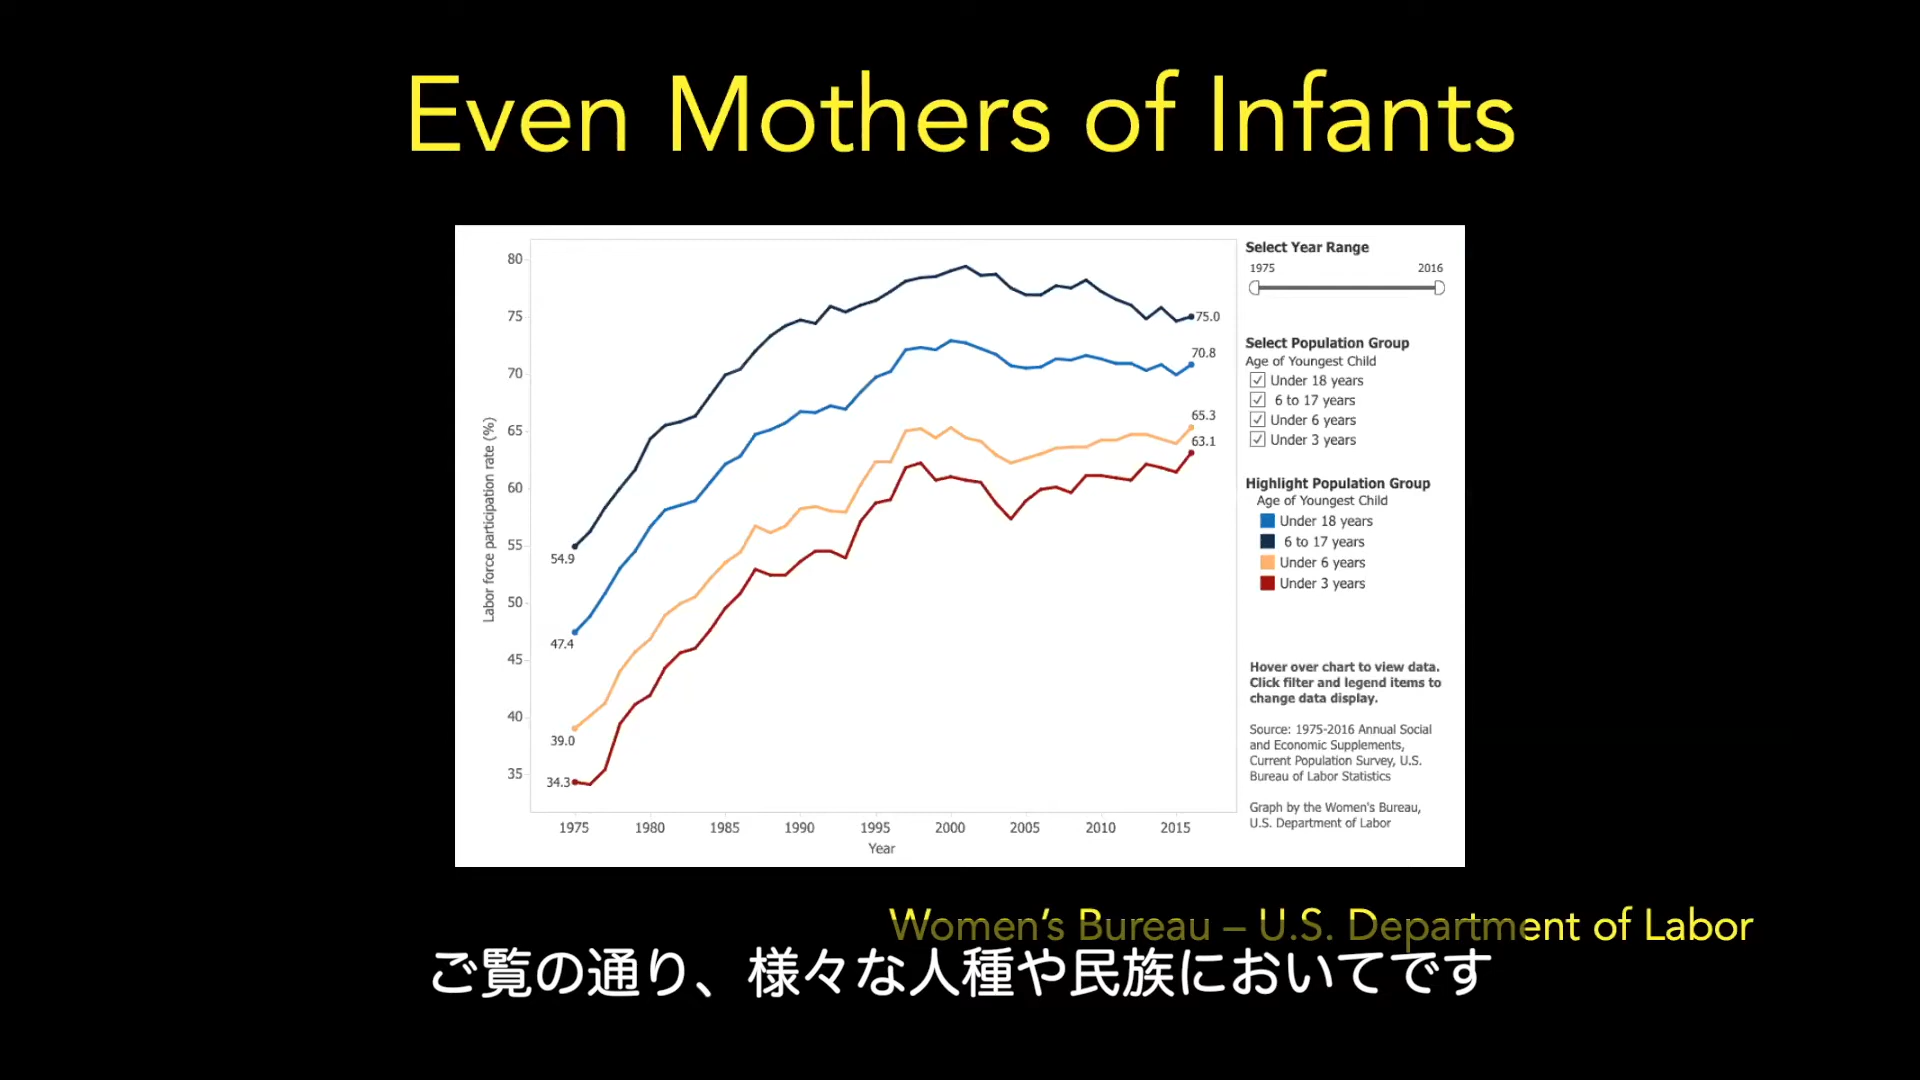 Even Mothers of Infants
80
75
70
65
60
55
50
45
40
35
Labor force participation rate (%)
54.9
47.4
39.0
34.3
75.0
70.8
65.3
63.1
1975
1980
1985
1990
1995
2000
2005
2010
2015
Year
Select Year Range
1975 2016
Select Population Group
Age of Youngest Child
Under 18 years
6 to 17 years
Under 6 years
Under 3 years
Highlight Population Group
Age of Youngest Child
Under 18 years
6 to 17 years
Under 6 years
Under 3 years
Hover over chart to view data.
Click filter and legend items to
change data display.
Source: 1975-2016 Annual Social
and Economic Supplements,
Current Population Survey, U.S.
Bureau of Labor Statistics
Graph by the Women's Bureau,
U.S. Department of Labor
Women‘s Bureau – U.S. Department of Labor
ご覧の通り、様々な人種や民族においてです